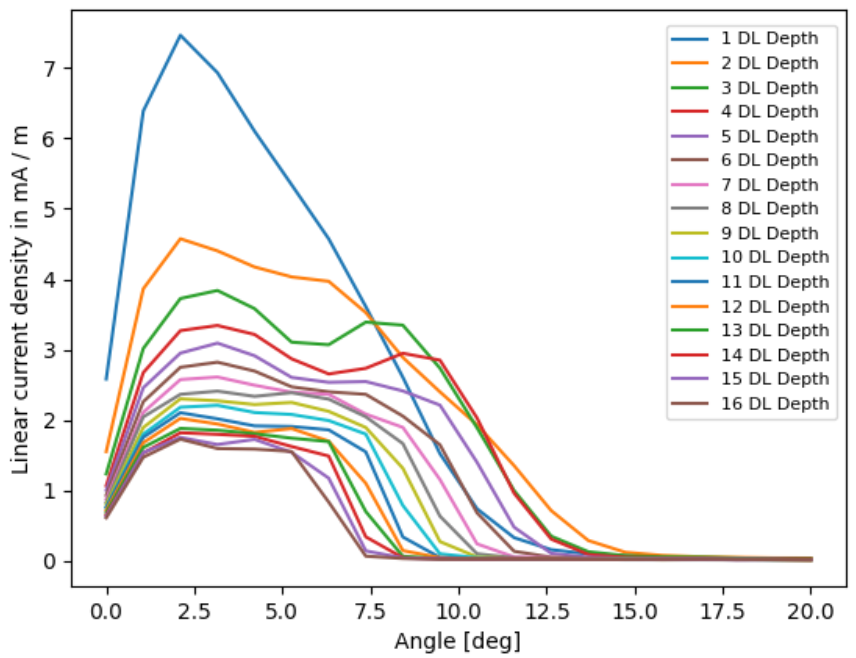 Linear current density in mA / m
7
6
5
4
3
2
1
0
0.0 2.5 5.0 7.5 10.0 12.5 15.0 17.5 20.0
Angle [deg]
1 DL Depth
2 DL Depth
3 DL Depth
4 DL Depth
5 DL Depth
6 DL Depth
7 DL Depth
8 DL Depth
9 DL Depth
10 DL Depth
11 DL Depth
12 DL Depth
13 DL Depth
14 DL Depth
15 DL Depth
16 DL Depth